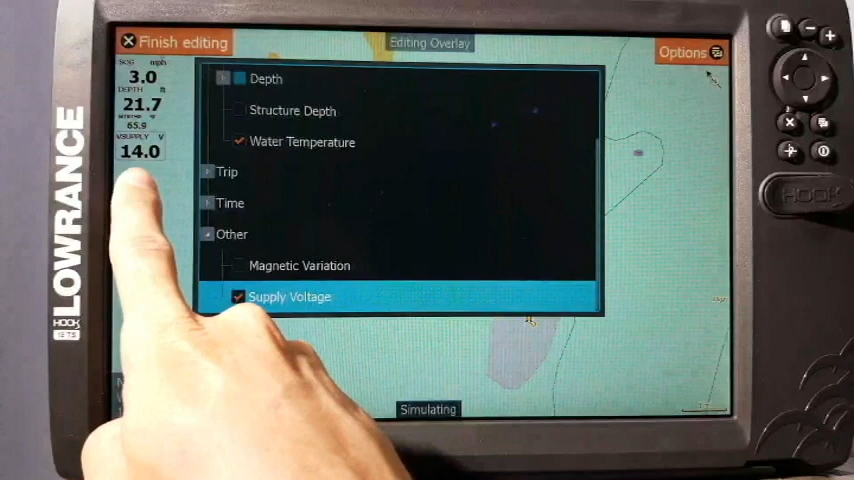 Finish editing
Editing Overlay
Options
SOG mph
3.0
DEPTH ft
21.7
65.9
VSUPPLY V
14.0
Depth
Structure Depth
Water Temperature
Trip
Time
Other
Magnetic Variation
Supply Voltage
Simulating
LOWRANCE
HOOK
HOOK